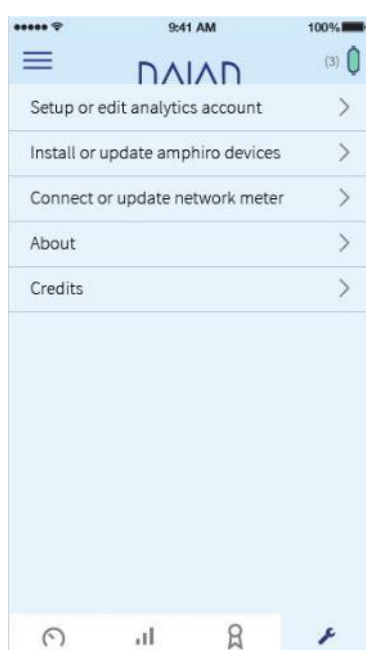 9:41 AM 100%
DAIAD (3)
Setup or edit analytics account
Install or update amphiro devices
Connect or update network meter
About
Credits